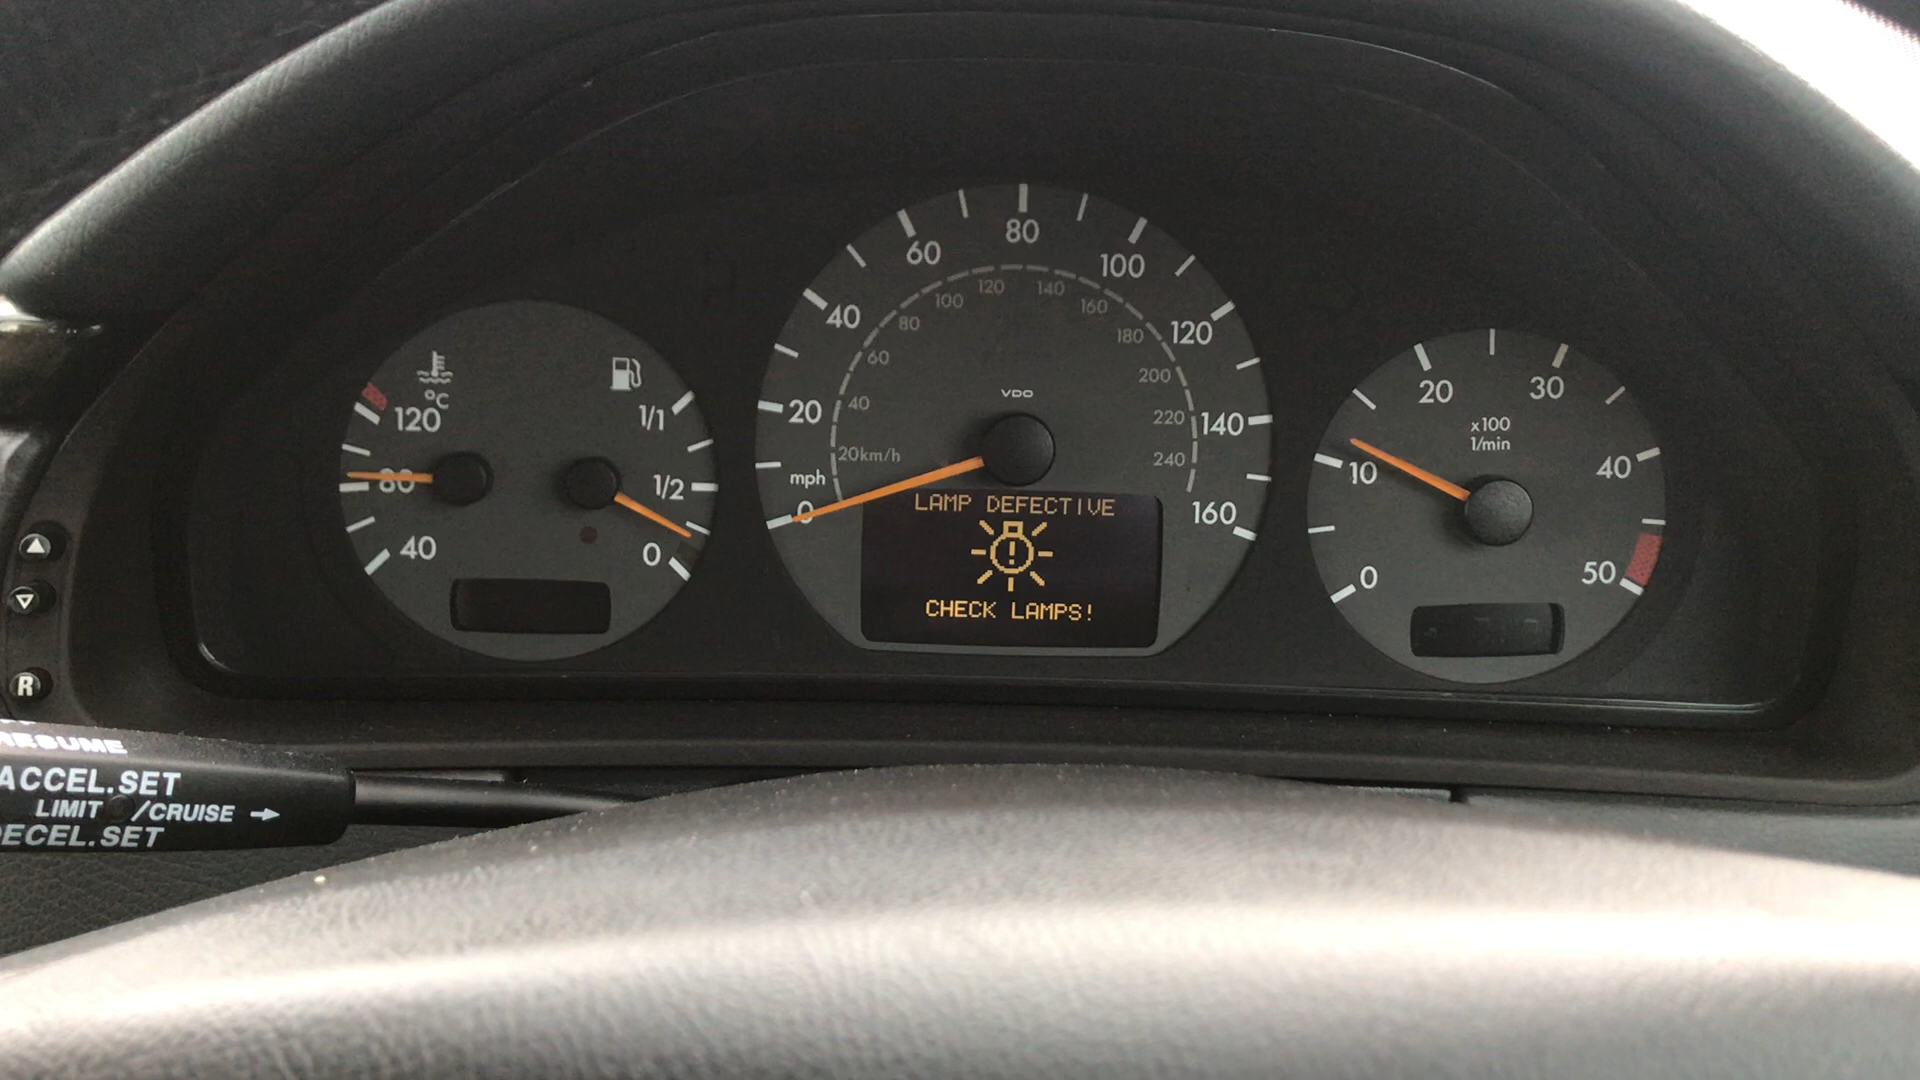 °C
120
80
40
1/1
1/2
0
80
60
100
40
120
20
140
mph
0
160
120
140
100
160
80
180
60
200
40
220
20km/h
240
VDO
LAMP DEFECTIVE
!
CHECK LAMPS!
20
30
x100
1/min
10
40
0
50
R
RESUME
ACCEL.SET
LIMIT /CRUISE →
DECEL.SET